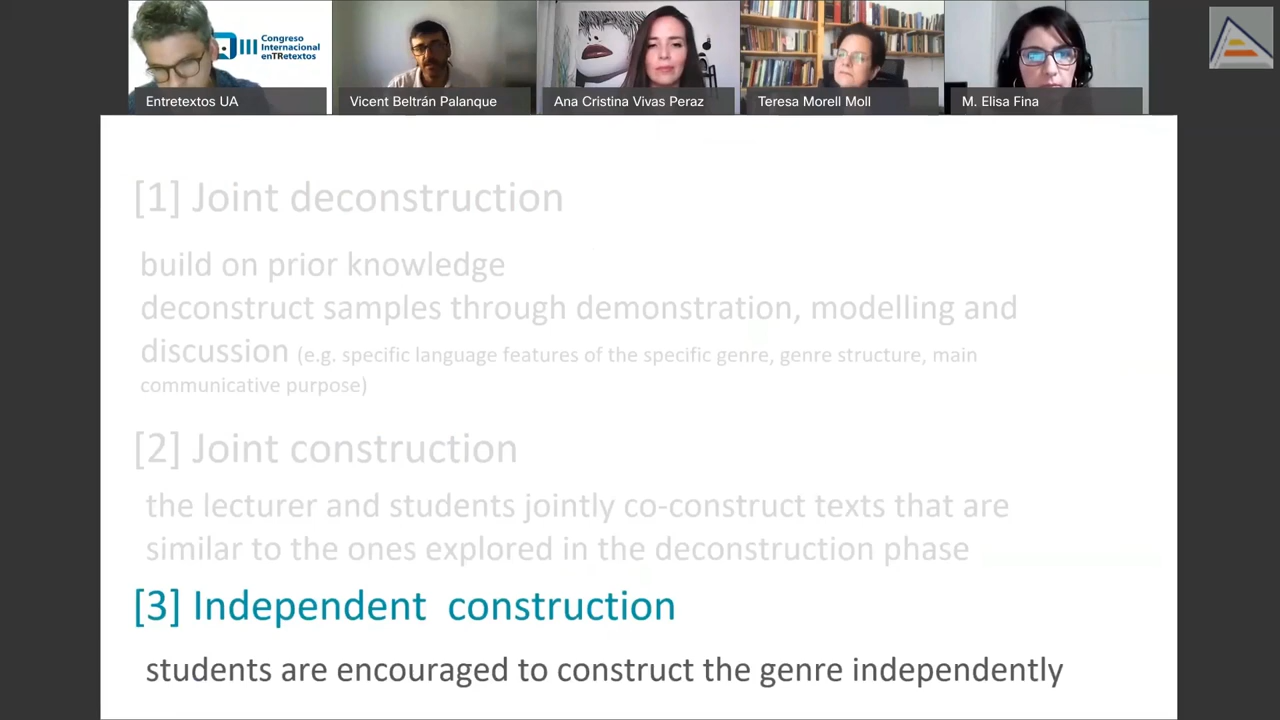 Congreso
Internacional
enTRetextos
Entretextos UA
Vicent Beltrán Palanque
Ana Cristina Vivas Peraz
Teresa Morell Moll
M. Elisa Fina
[1] Joint deconstruction
build on prior knowledge
deconstruct samples through demonstration, modelling and
discussion (e.g. specific language features of the specific genre, genre structure, main
communicative purpose)
[2] Joint construction
the lecturer and students jointly co-construct texts that are
similar to the ones explored in the deconstruction phase
[3] Independent construction
students are encouraged to construct the genre independently